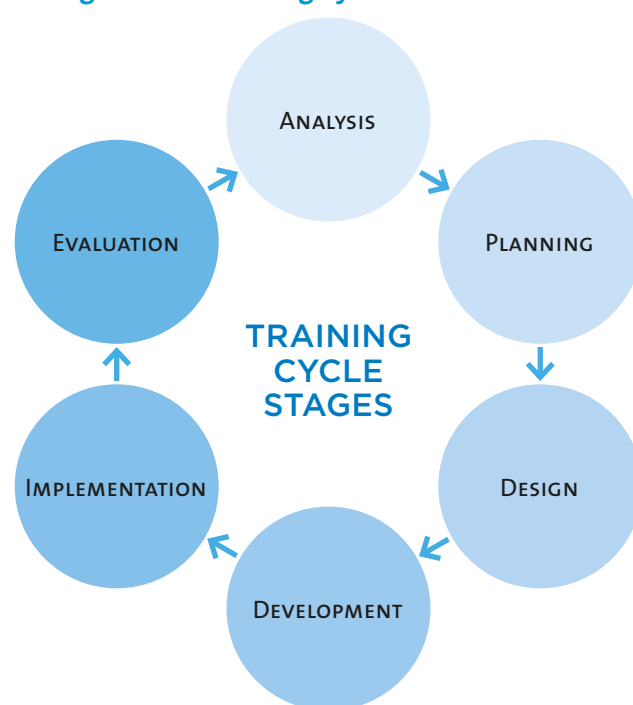 ANALYSIS
PLANNING
DESIGN
DEVELOPMENT
IMPLEMENTATION
EVALUATION
TRAINING
CYCLE
STAGES